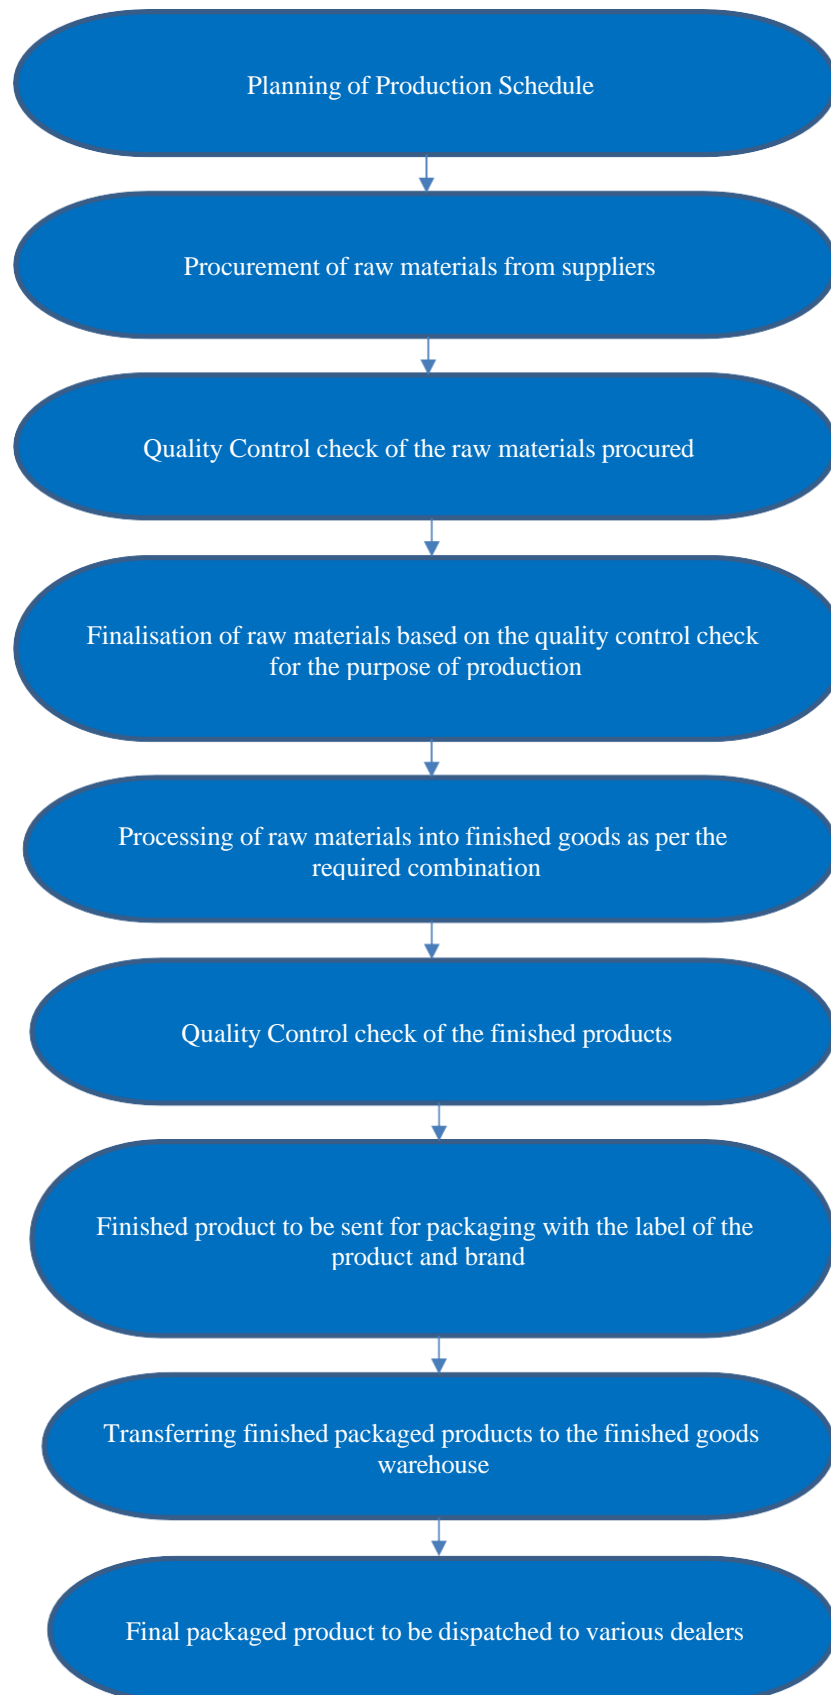 Planning of Production Schedule
Procurement of raw materials from suppliers
Quality Control check of the raw materials procured
Finalisation of raw materials based on the quality control check
for the purpose of production
Processing of raw materials into finished goods as per the
required combination
Quality Control check of the finished products
Finished product to be sent for packaging with the label of the
product and brand
Transferring finished packaged products to the finished goods
warehouse
Final packaged product to be dispatched to various dealers